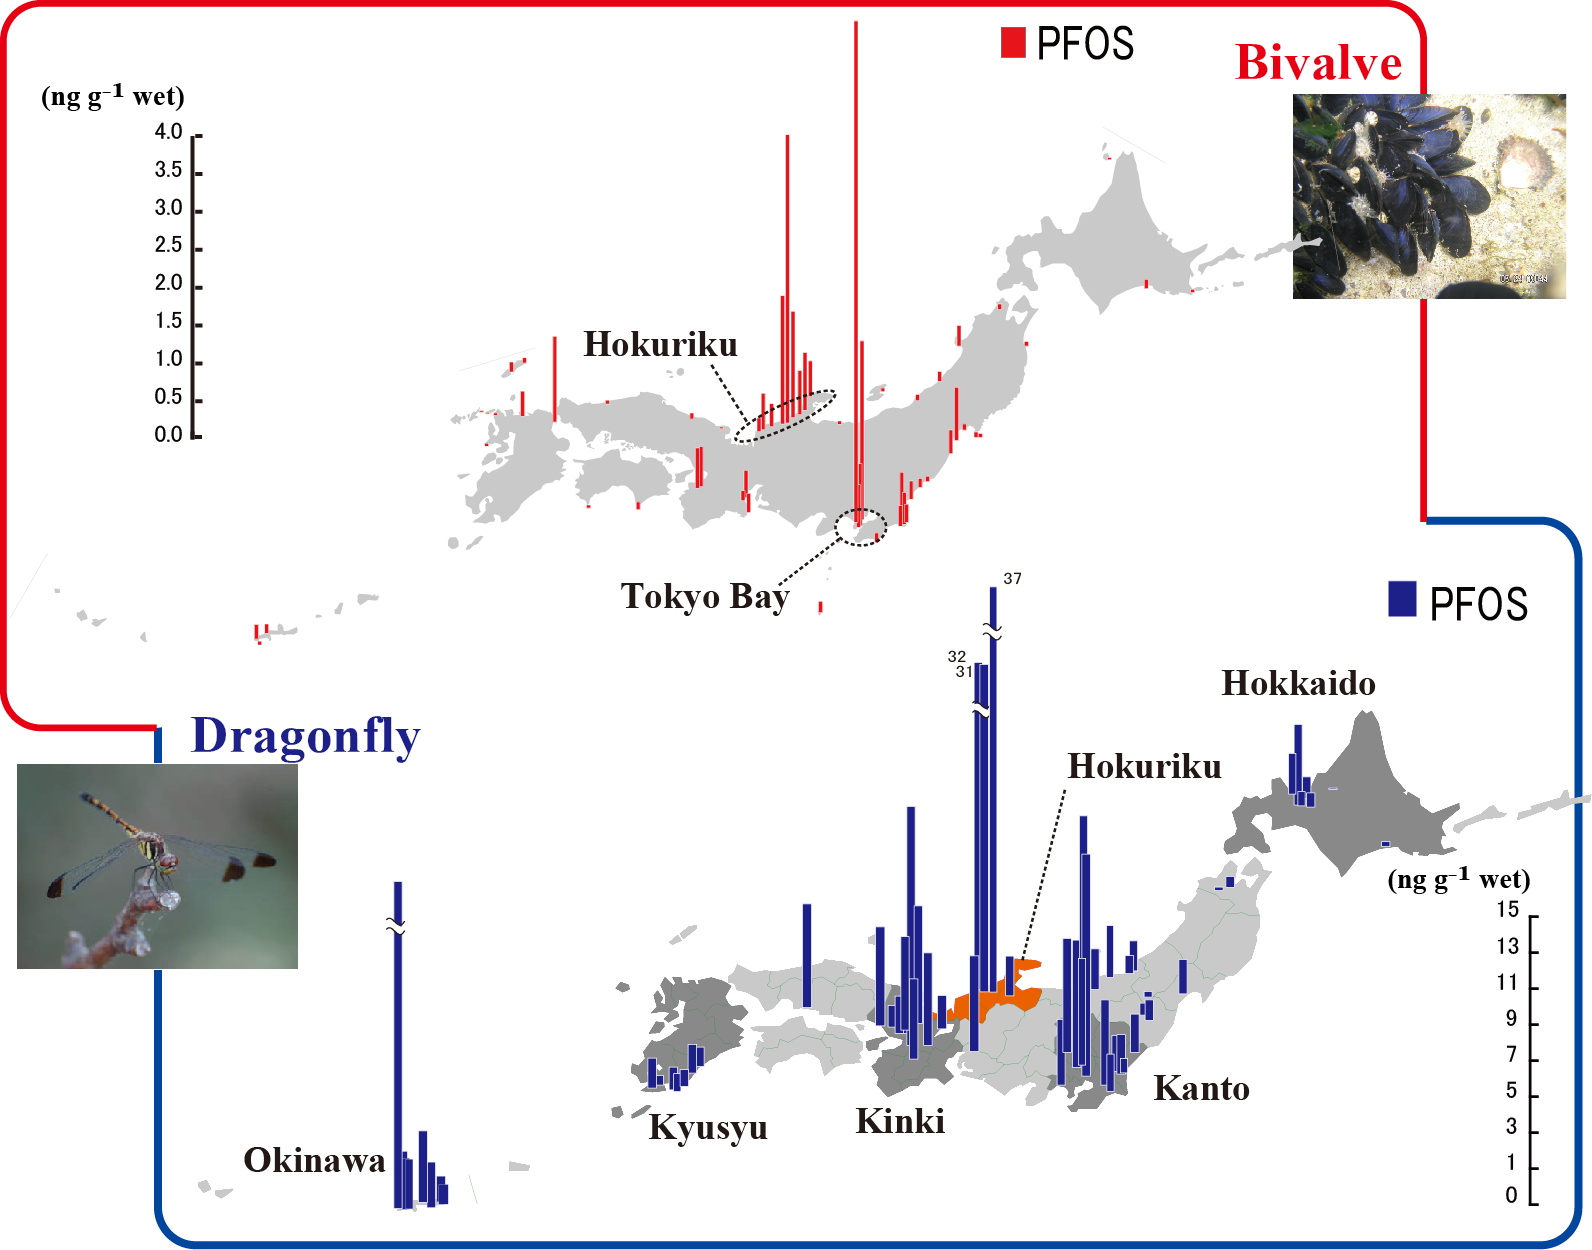 PFOS
Bivalve
(ng g⁻¹ wet)
4.0
3.5
3.0
2.5
2.0
1.5
1.0
0.5
0.0
Hokuriku
Tokyo Bay
37
PFOS
32
31
Hokkaido
Dragonfly
Hokuriku
(ng g⁻¹ wet)
15
13
11
9
7
5
3
1
0
Kanto
Kinki
Kyusyu
Okinawa